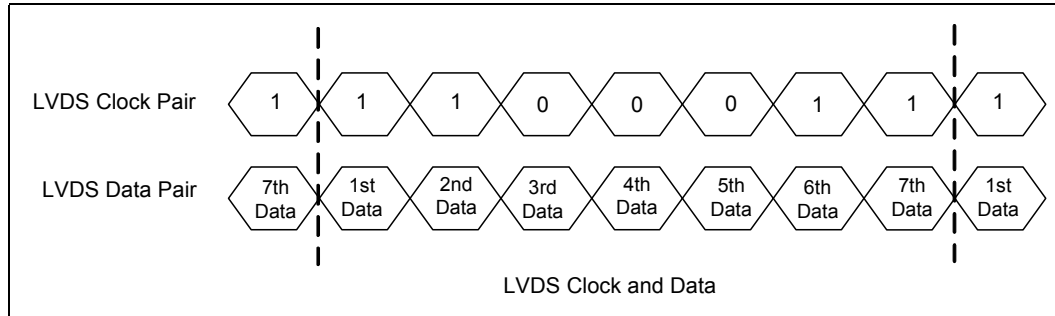 LVDS Clock Pair 1 1 1 0 0 0 1 1 1
LVDS Data Pair 7th Data 1st Data 2nd Data 3rd Data 4th Data 5th Data 6th Data 7th Data 1st Data
LVDS Clock and Data